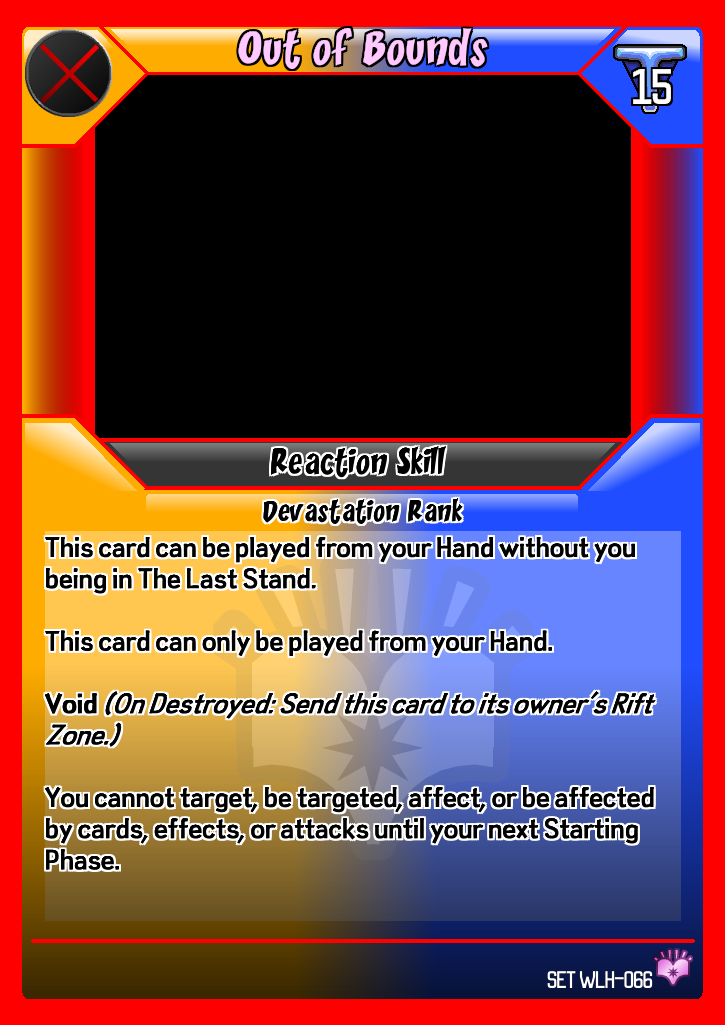 Out of Bounds
15
Reaction Skill
Devastation Rank
This card can be played from your Hand without you
being in The Last Stand.
This card can only be played from your Hand.
Void (On Destroyed: Send this card to its owner's Rift
Zone.)
You cannot target, be targeted, affect, or be affected
by cards, effects, or attacks until your next Starting
Phase.
SET WLH-066